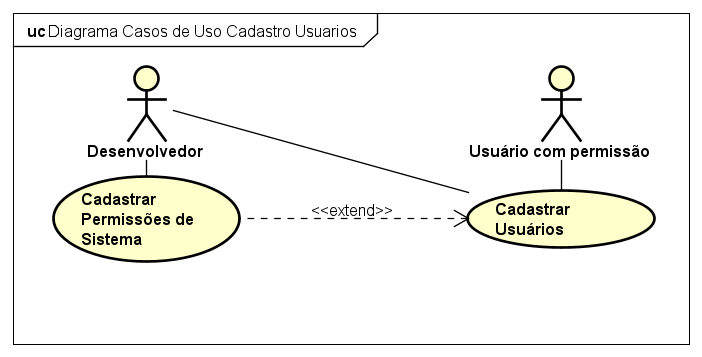 uc Diagrama Casos de Uso Cadastro Usuarios
Desenvolvedor
Usuário com permissão
Cadastrar
Permissões de
Sistema
<<extend>>
Cadastrar
Usuários